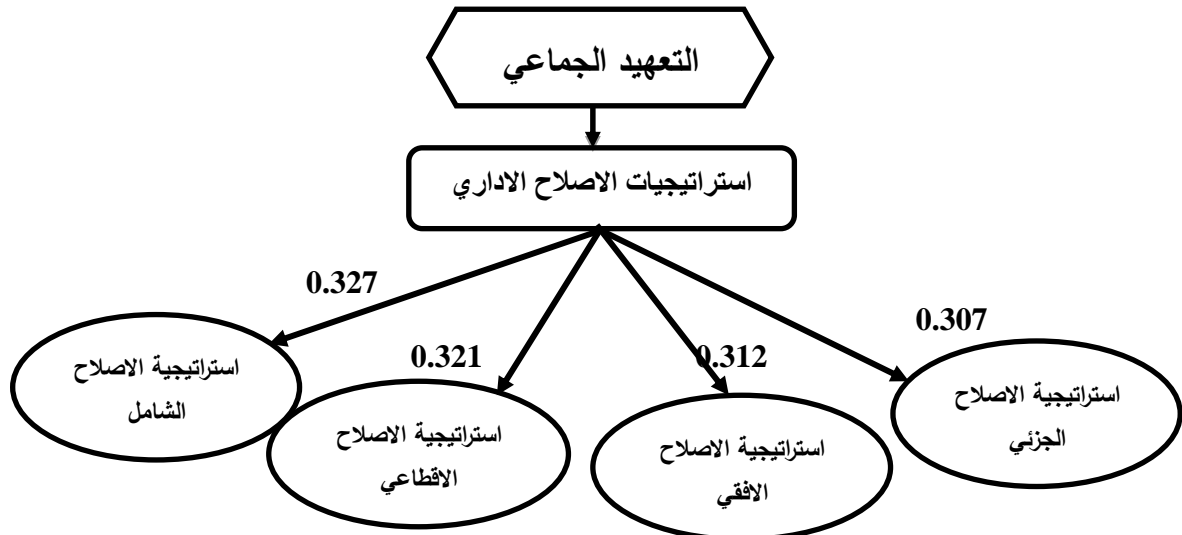 التعهيد الجماعي
استراتيجيات الاصلاح الاداري
0.307
0.312
0.321
0.327
استراتيجية الاصلاح
الجزئي
استراتيجية الاصلاح
الافقي
استراتيجية الاصلاح
الاقطاعي
استراتيجية الاصلاح
الشامل